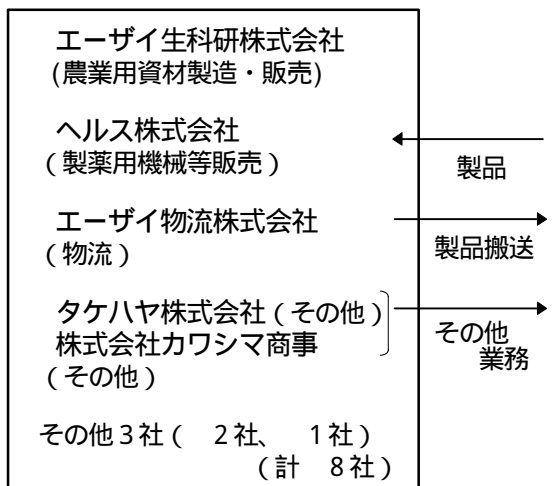 エーザイ生科研株式会社
(農業用資材製造・販売)
ヘルス株式会社
(製薬用機械等販売)
製品
エーザイ物流株式会社
(物流)
製品搬送
タケハヤ株式会社(その他)
株式会社カワシマ商事
(その他)
その他
業務
その他3社(　2社、　1社)
(計　8社)